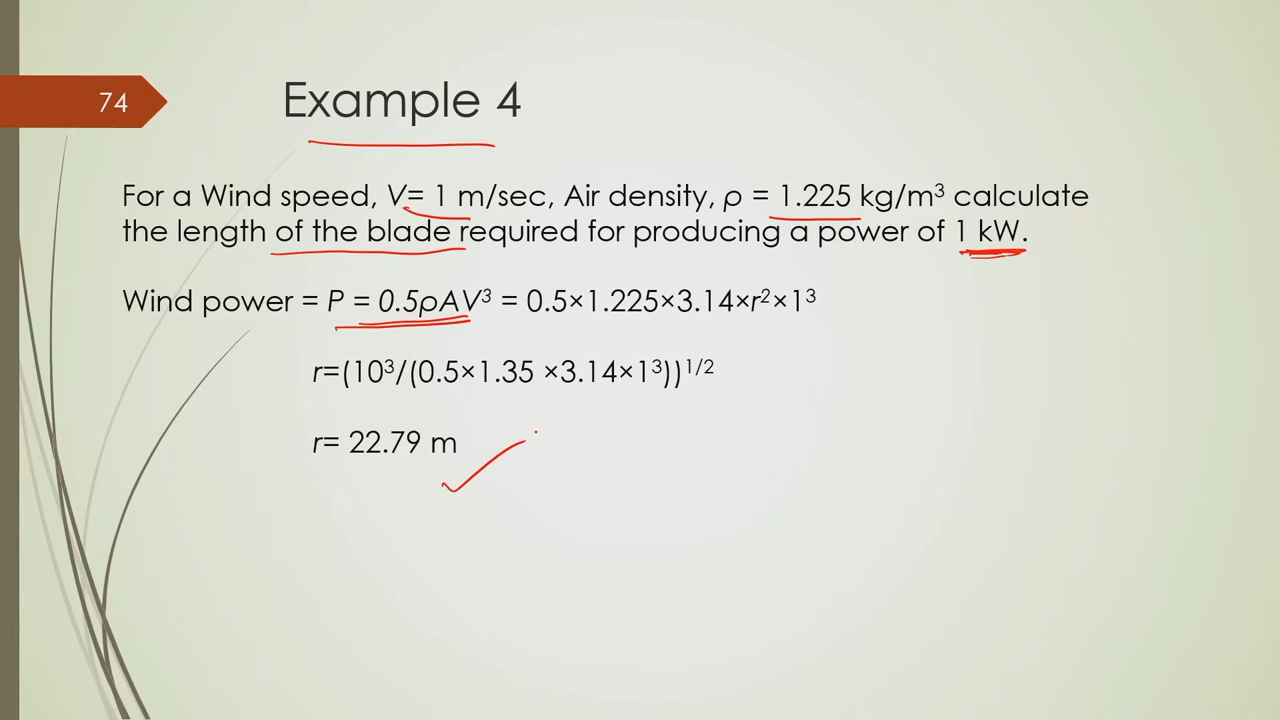 74
Example 4
For a Wind speed, V= 1 m/sec, Air density, ρ = 1.225 kg/m³ calculate
the length of the blade required for producing a power of 1 kW.
Wind power = P = 0.5ρAV³ = 0.5×1.225×3.14×r²×1³
r=(10³/(0.5×1.35 ×3.14×1³))¹/²
r= 22.79 m